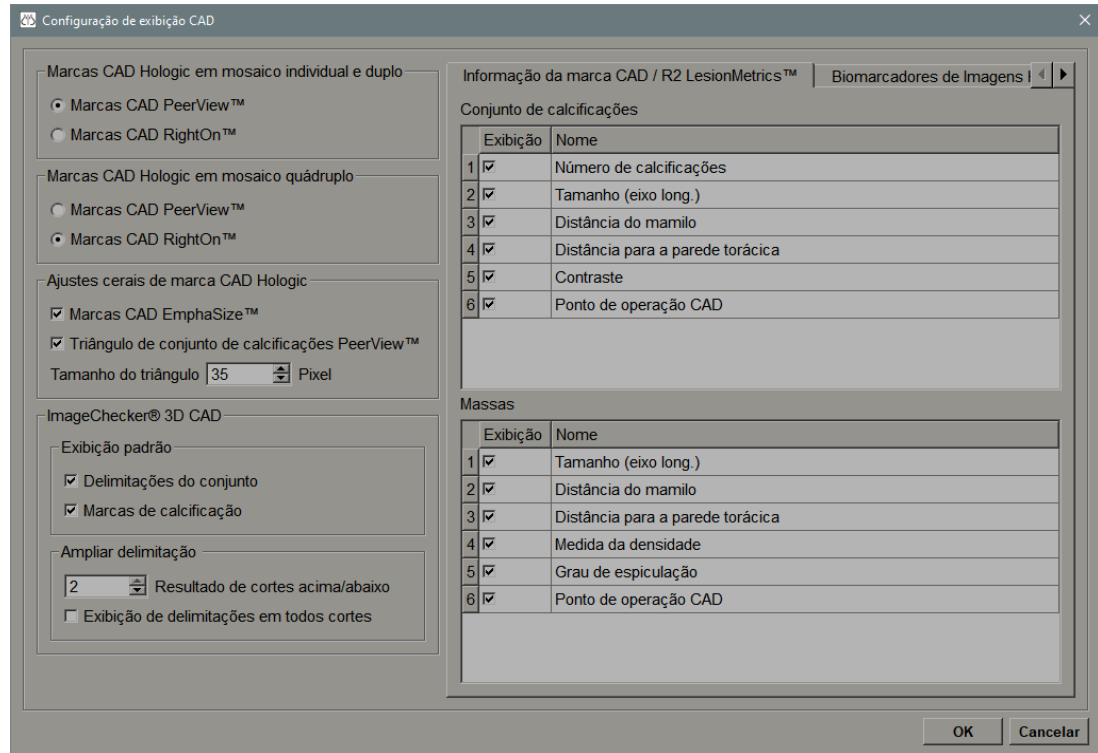 Configuração de exibição CAD
Marcas CAD Hologic em mosaico individual e duplo
Marcas CAD PeerView™
Marcas CAD RightOn™
Marcas CAD Hologic em mosaico quádruplo
Marcas CAD PeerView™
Marcas CAD RightOn™
Ajustes cerais de marca CAD Hologic
Marcas CAD EmphaSize™
Triângulo de conjunto de calcificações PeerView™
Tamanho do triângulo 35 Pixel
ImageChecker® 3D CAD
Exibição padrão
Delimitações do conjunto
Marcas de calcificação
Ampliar delimitação
2 Resultado de cortes acima/abaixo
Exibição de delimitações em todos cortes
Informação da marca CAD / R2 LesionMetrics™ Biomarcadores de Imagens
Conjunto de calcificações
Exibição Nome
1 Número de calcificações
2 Tamanho (eixo long.)
3 Distância do mamilo
4 Distância para a parede torácica
5 Contraste
6 Ponto de operação CAD
Massas
Exibição Nome
1 Tamanho (eixo long.)
2 Distância do mamilo
3 Distância para a parede torácica
4 Medida da densidade
5 Grau de espiculação
6 Ponto de operação CAD
OK Cancelar